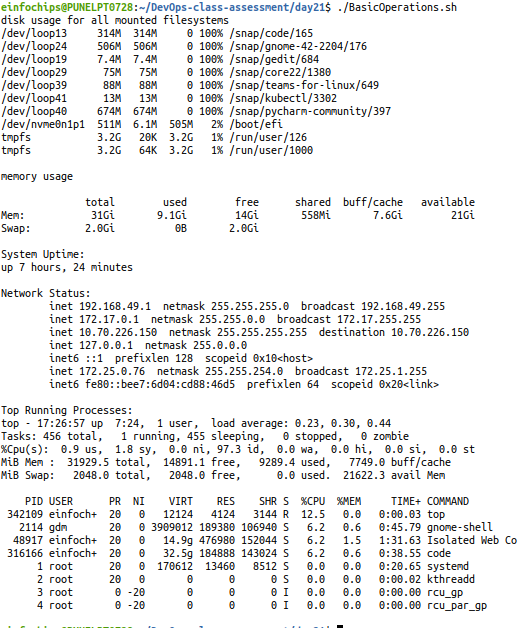 einfochips@PUNELPT0728:~/DevOps-class-assessment/day21$ ./BasicOperations.sh
disk usage for all mounted filesystems
/dev/loop13     314M  314M     0 100% /snap/code/165
/dev/loop24     506M  506M     0 100% /snap/gnome-42-2204/176
/dev/loop19     7.4M  7.4M     0 100% /snap/gedit/684
/dev/loop29      75M   75M     0 100% /snap/core22/1380
/dev/loop39      88M   88M     0 100% /snap/teams-for-linux/649
/dev/loop41      13M   13M     0 100% /snap/kubectl/3302
/dev/loop40     674M  674M     0 100% /snap/pycharm-community/397
/dev/nvme0n1p1  511M  6.1M  505M   2% /boot/efi
tmpfs           3.2G   20K  3.2G   1% /run/user/126
tmpfs           3.2G   64K  3.2G   1% /run/user/1000
memory usage
              total        used        free      shared  buff/cache   available
Mem:           31Gi       9.1Gi        14Gi       558Mi       7.6Gi        21Gi
Swap:         2.0Gi          0B       2.0Gi
System Uptime:
up 7 hours, 24 minutes
Network Status:
        inet 192.168.49.1  netmask 255.255.255.0  broadcast 192.168.49.255
        inet 172.17.0.1  netmask 255.255.0.0  broadcast 172.17.255.255
        inet 10.70.226.150  netmask 255.255.255.255  destination 10.70.226.150
        inet 127.0.0.1  netmask 255.0.0.0
        inet6 ::1  prefixlen 128  scopeid 0x10<host>
        inet 172.25.0.76  netmask 255.255.254.0  broadcast 172.25.1.255
        inet6 fe80::bee7:6d04:cd88:46d5  prefixlen 64  scopeid 0x20<link>
Top Running Processes:
top - 17:26:57 up  7:24,  1 user,  load average: 0.23, 0.30, 0.44
Tasks: 456 total,   1 running, 455 sleeping,   0 stopped,   0 zombie
%Cpu(s):  0.9 us,  1.8 sy,  0.0 ni, 97.3 id,  0.0 wa,  0.0 hi,  0.0 si,  0.0 st
MiB Mem :  31929.5 total,  14891.1 free,   9289.4 used,   7749.0 buff/cache
MiB Swap:   2048.0 total,   2048.0 free,      0.0 used.  21622.3 avail Mem
    PID USER      PR  NI    VIRT    RES    SHR S  %CPU  %MEM     TIME+ COMMAND
 342109 einfoch+  20   0   12124   4124   3144 R  12.5   0.0   0:00.03 top
   2114 gdm       20   0 3909012 189380 106940 S   6.2   0.6   0:45.79 gnome-shell
  48917 einfoch+  20   0   14.9g 476980 152044 S   6.2   1.5   1:31.63 Isolated Web Co
 316166 einfoch+  20   0   32.5g 184888 143024 S   6.2   0.6   0:38.55 code
      1 root      20   0  170612  13460   8512 S   0.0   0.0   0:20.65 systemd
      2 root      20   0       0      0      0 S   0.0   0.0   0:00.02 kthreadd
      3 root       0 -20       0      0      0 I   0.0   0.0   0:00.00 rcu_gp
      4 root       0 -20       0      0      0 I   0.0   0.0   0:00.00 rcu_par_gp